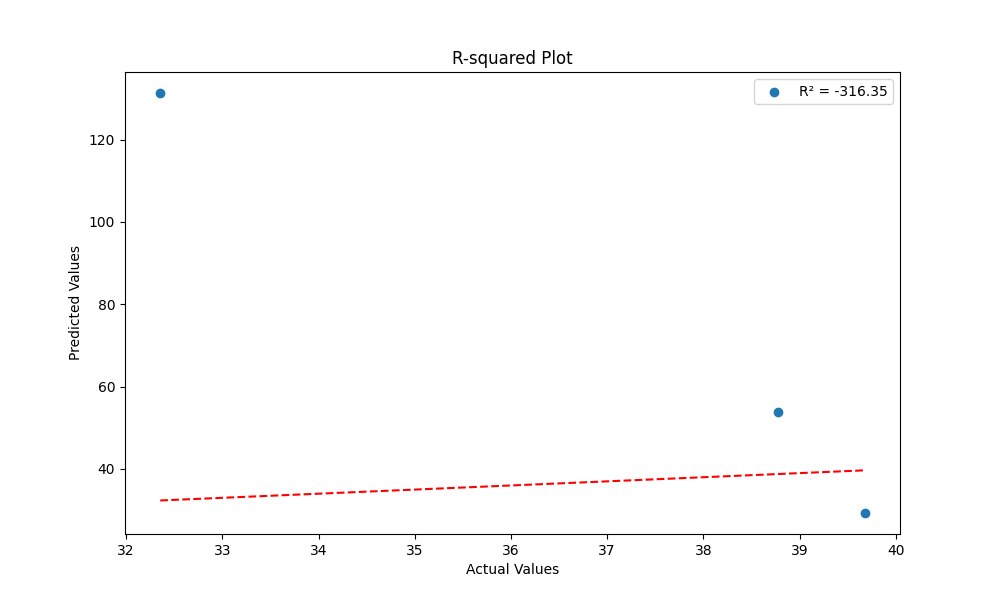 R-squared Plot
R² = -316.35
120
100
80
60
40
Predicted Values
32 33 34 35 36 37 38 39 40
Actual Values